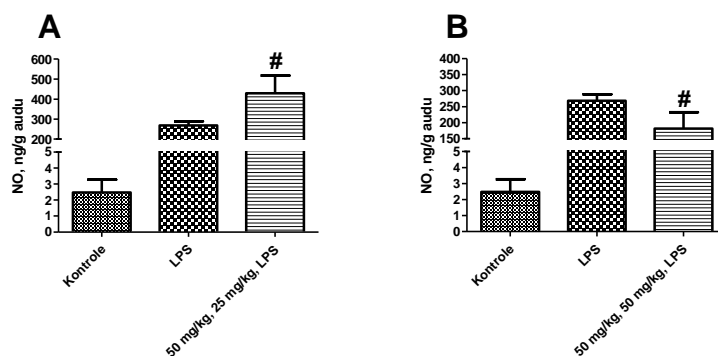 A
NO, ng/g audu
600
500
400
300
200
5
4
3
2
1
0
#
Kontrole
LPS
50 mg/kg, 25 mg/kg, LPS
B
NO, ng/g audu
400
350
300
250
200
150
5
4
3
2
1
0
#
Kontrole
LPS
50 mg/kg, 50 mg/kg, LPS